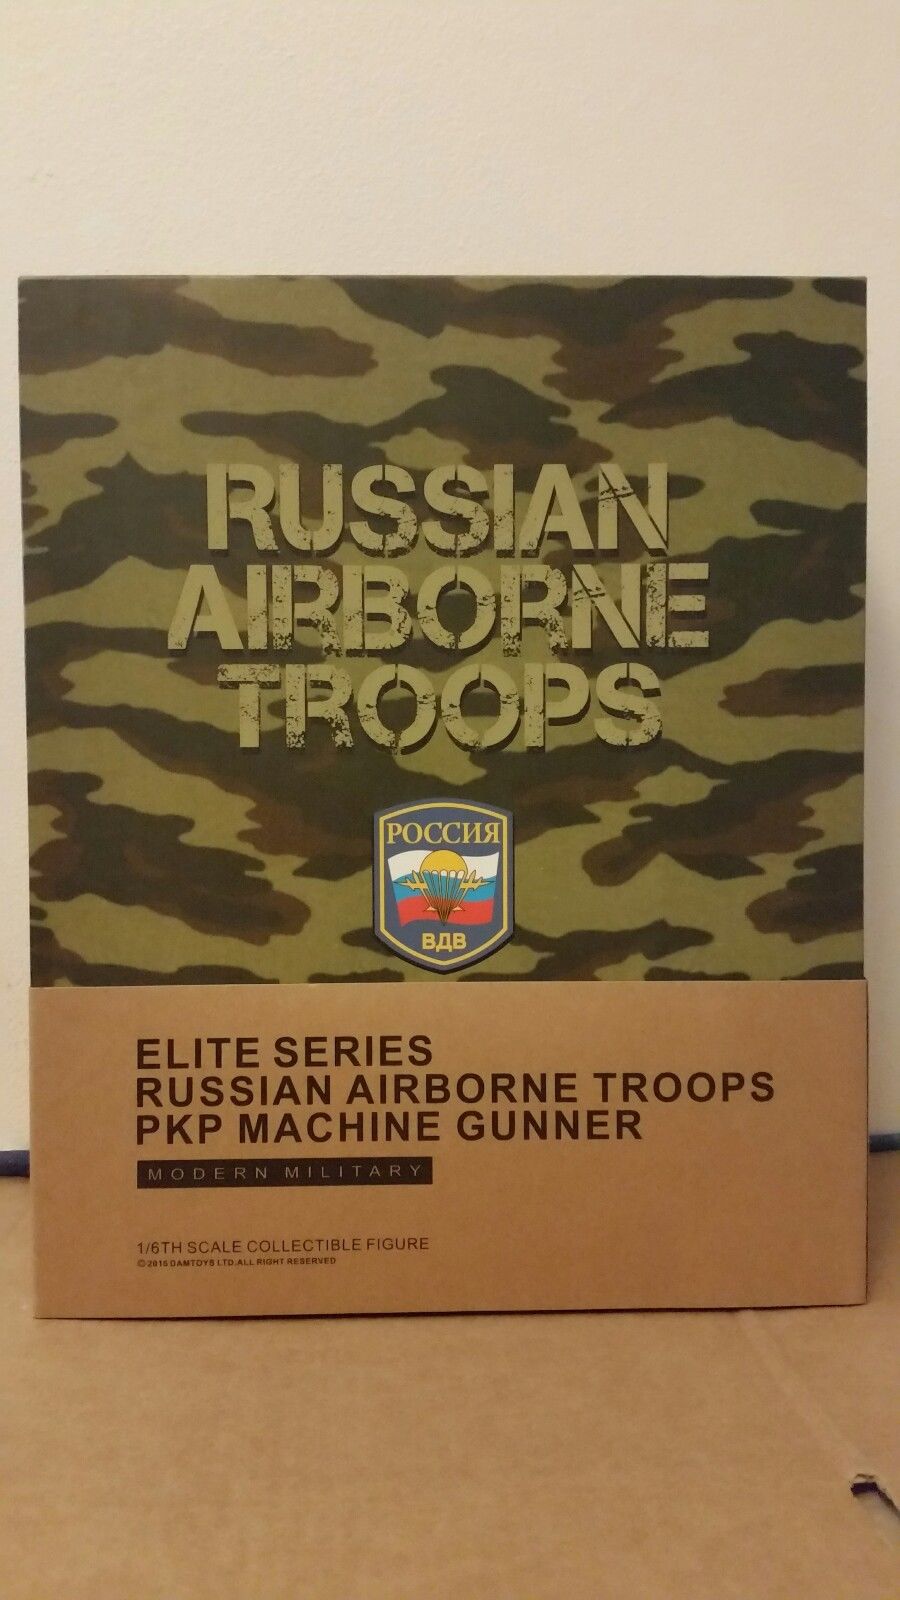 RUSSIAN
AIRBORNE
TROOPS
РОССИЯ
ВДВ
ELITE SERIES
RUSSIAN AIRBORNE TROOPS
PKP MACHINE GUNNER
MODERN MILITARY
1/6TH SCALE COLLECTIBLE FIGURE
©2016 DAMTOYS LTD.ALL RIGHT RESERVED